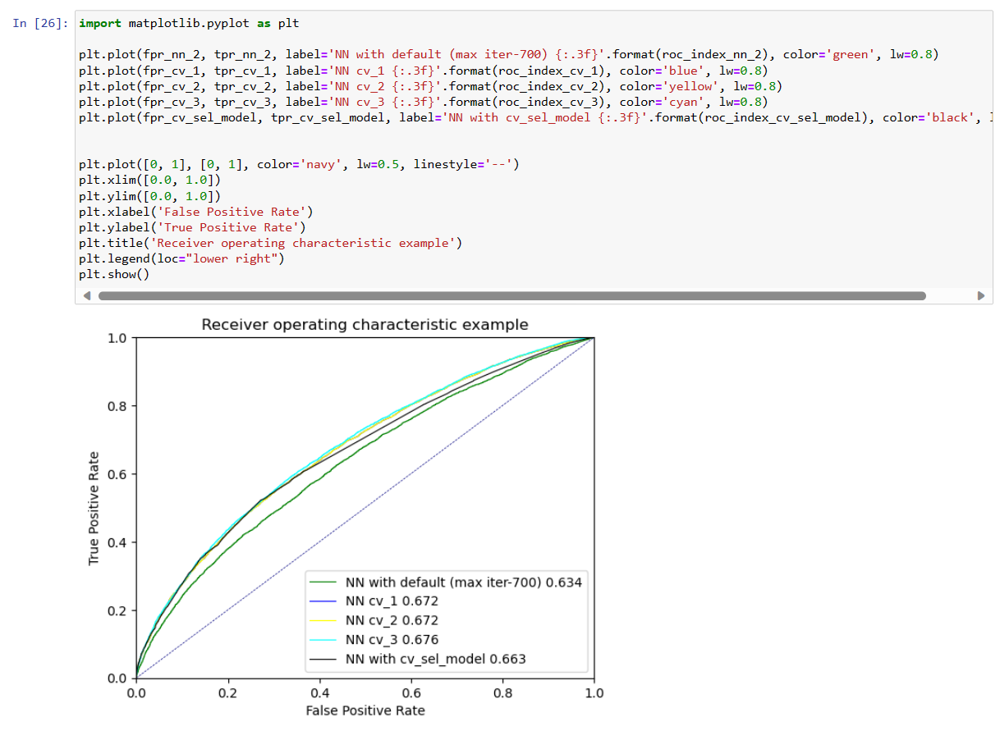 In [26]:
import matplotlib.pyplot as plt
plt.plot(fpr_nn_2, tpr_nn_2, label='NN with default (max iter-700) {:.3f}'.format(roc_index_nn_2), color='green', lw=0.8)
plt.plot(fpr_cv_1, tpr_cv_1, label='NN cv_1 {:.3f}'.format(roc_index_cv_1), color='blue', lw=0.8)
plt.plot(fpr_cv_2, tpr_cv_2, label='NN cv_2 {:.3f}'.format(roc_index_cv_2), color='yellow', lw=0.8)
plt.plot(fpr_cv_3, tpr_cv_3, label='NN cv_3 {:.3f}'.format(roc_index_cv_3), color='cyan', lw=0.8)
plt.plot(fpr_cv_sel_model, tpr_cv_sel_model, label='NN with cv_sel_model {:.3f}'.format(roc_index_cv_sel_model), color='black',
plt.plot([0, 1], [0, 1], color='navy', lw=0.5, linestyle='--')
plt.xlim([0.0, 1.0])
plt.ylim([0.0, 1.0])
plt.xlabel('False Positive Rate')
plt.ylabel('True Positive Rate')
plt.title('Receiver operating characteristic example')
plt.legend(loc="lower right")
plt.show()
Receiver operating characteristic example
1.0
0.8
0.6
0.4
0.2
0.0
True Positive Rate
NN with default (max iter-700) 0.634
NN cv_1 0.672
NN cv_2 0.672
NN cv_3 0.676
NN with cv_sel_model 0.663
0.0 0.2 0.4 0.6 0.8 1.0
False Positive Rate